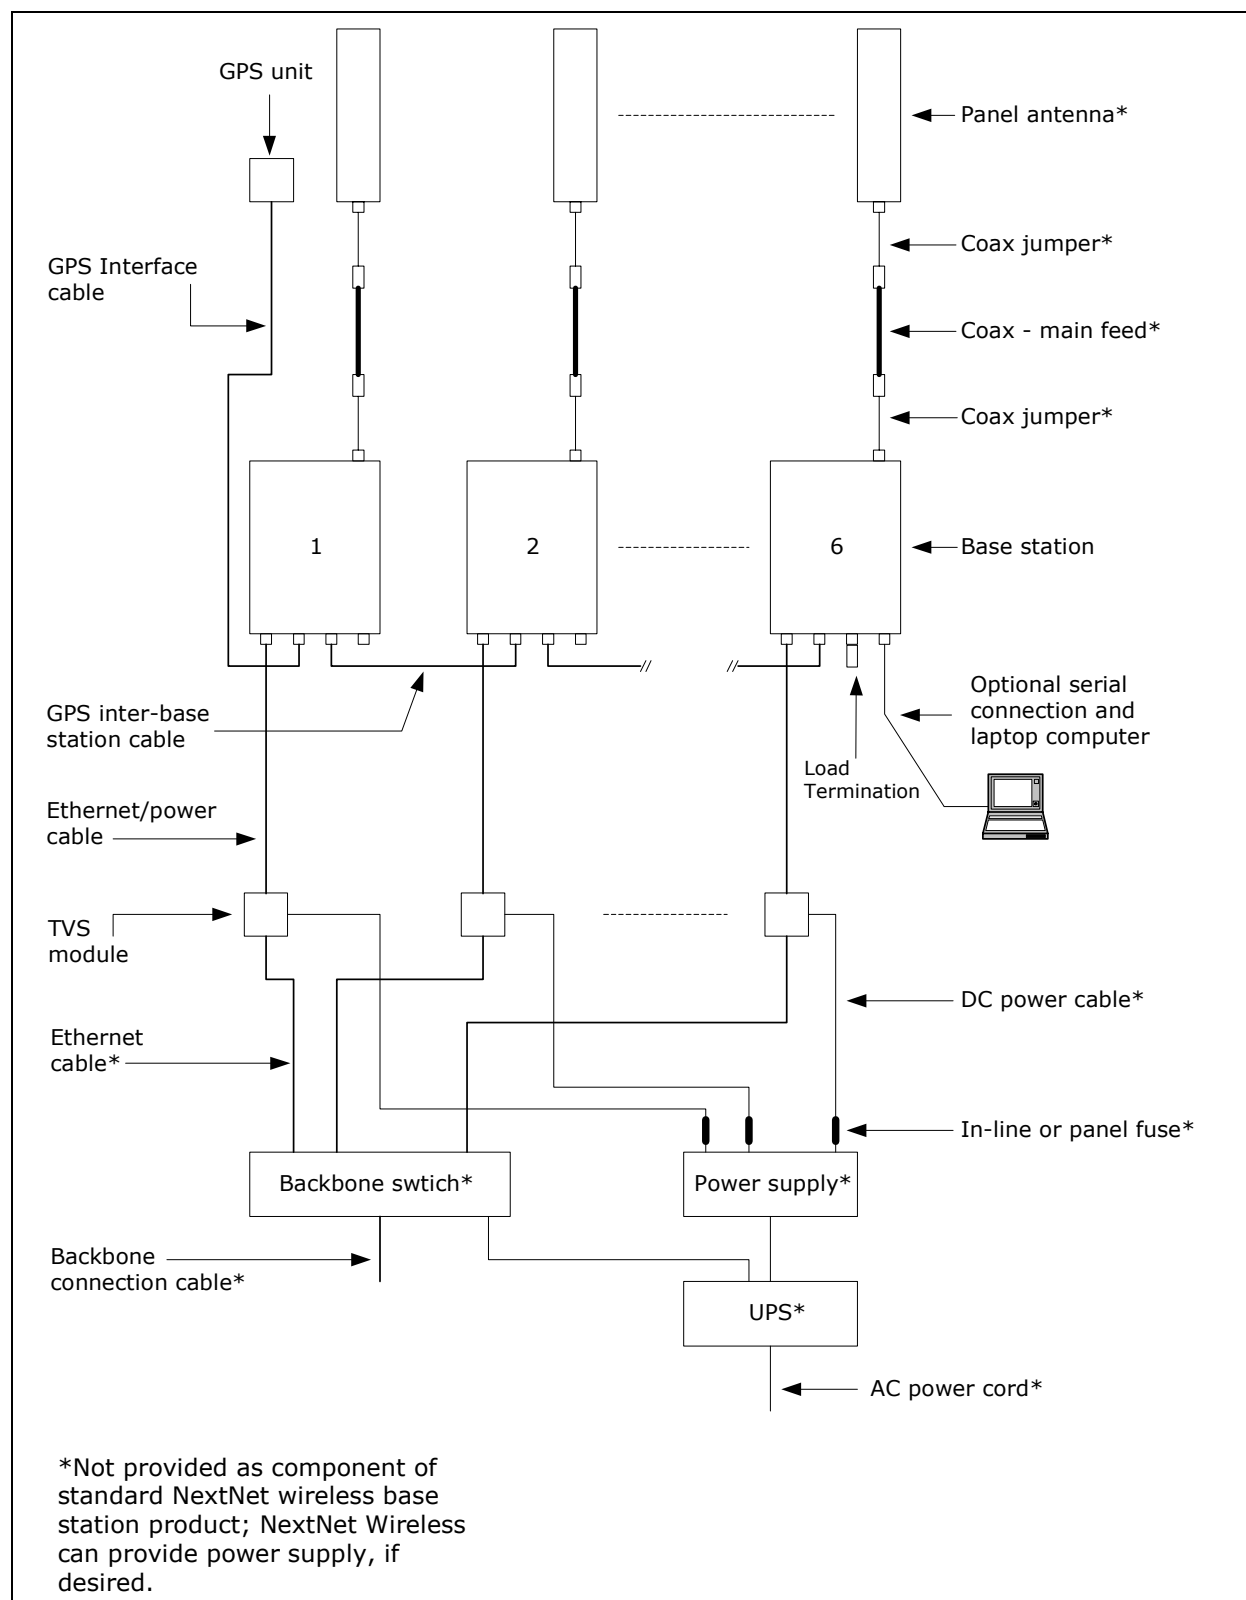 GPS unit
Panel antenna*
Coax jumper*
GPS Interface
cable
Coax - main feed*
Coax jumper*
1
2
6
Base station
Optional serial
connection and
laptop computer
GPS inter-base
station cable
Load
Termination
Ethernet/power
cable
TVS
module
DC power cable*
Ethernet
cable*
In-line or panel fuse*
Backbone swtich*
Power supply*
Backbone
connection cable*
UPS*
AC power cord*
*Not provided as component of
standard NextNet wireless base
station product; NextNet Wireless
can provide power supply, if
desired.